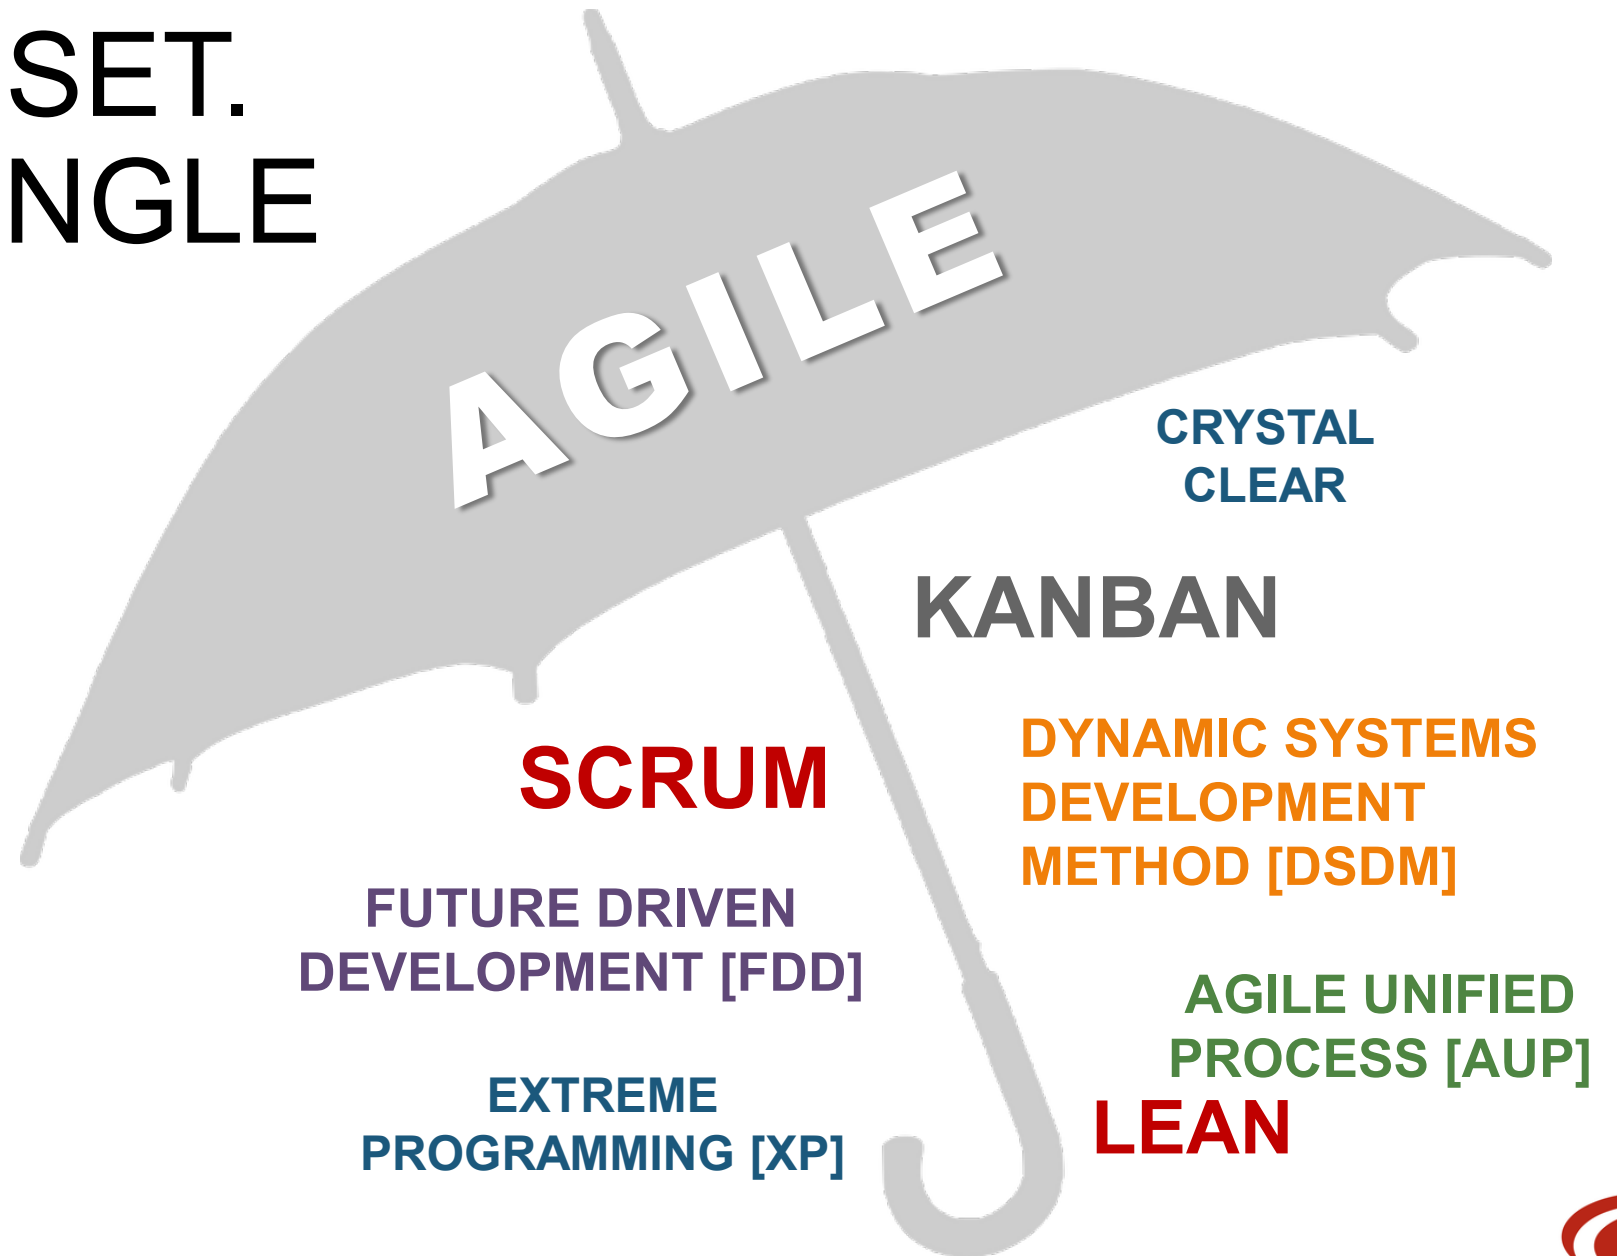 SET.
NGLE
AGILE
CRYSTAL
CLEAR
KANBAN
SCRUM
DYNAMIC SYSTEMS
DEVELOPMENT
METHOD [DSDM]
FUTURE DRIVEN
DEVELOPMENT [FDD]
AGILE UNIFIED
PROCESS [AUP]
EXTREME
PROGRAMMING [XP]
LEAN